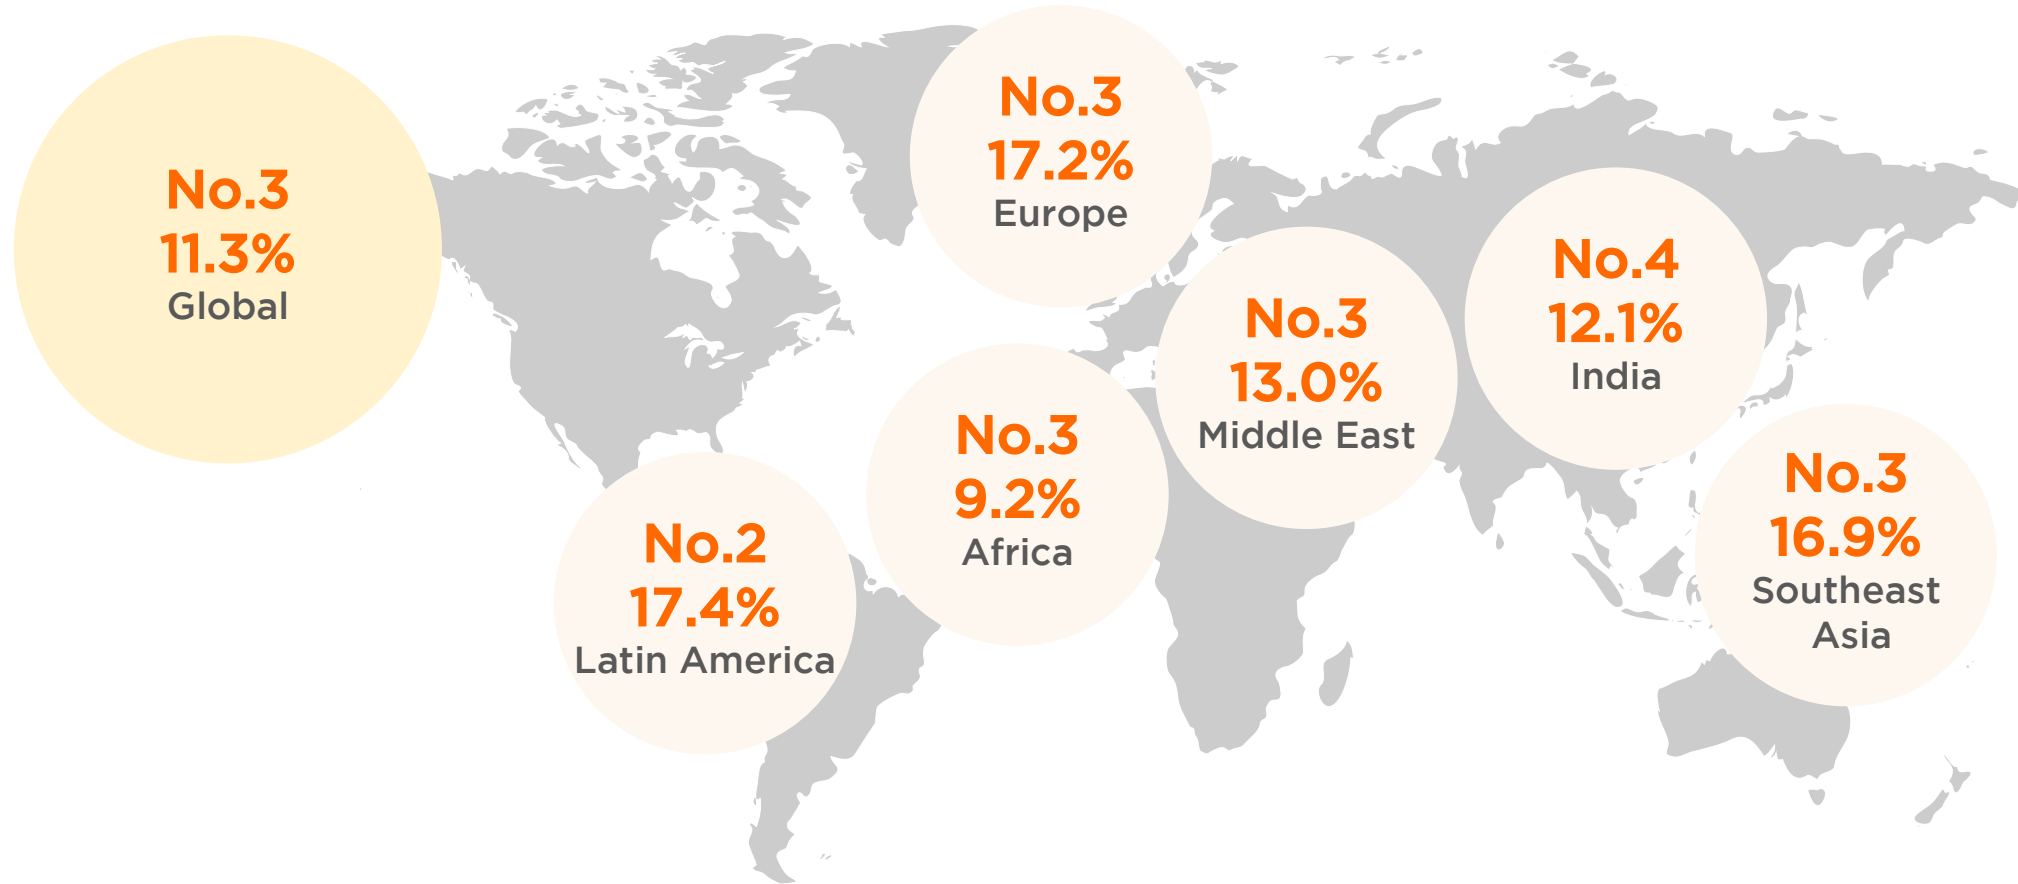 No.3
11.3%
Global
No.3
17.2%
Europe
No.3
13.0%
Middle East
No.4
12.1%
India
No.3
9.2%
Africa
No.2
17.4%
Latin America
No.3
16.9%
Southeast
Asia